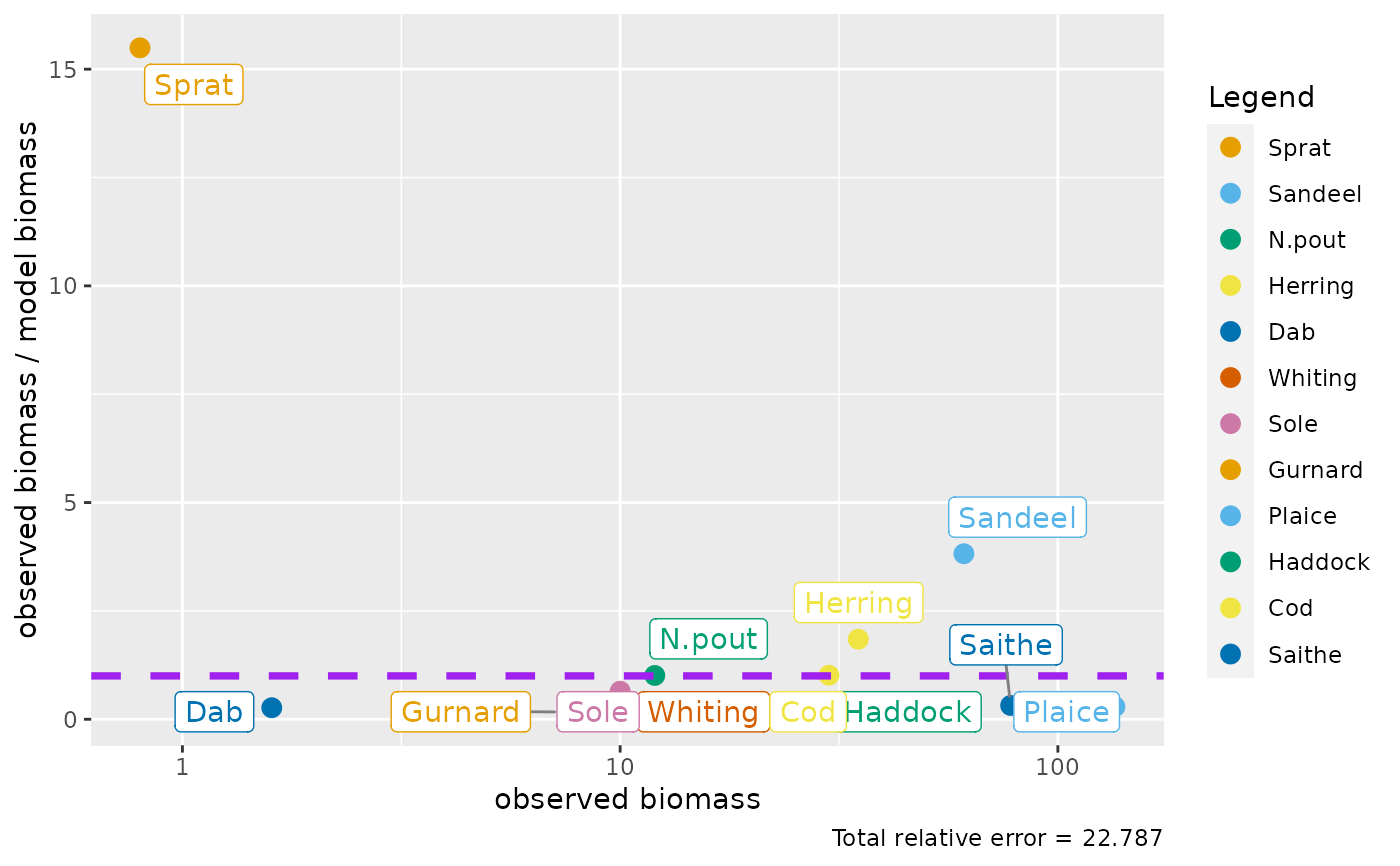 observed biomass / model biomass
15
10
5
0
Sprat
Sandeel
Herring
N.pout
Saithe
Dab
Gurnard
Sole
Whiting
Cod
Haddock
Plaice
1
10
100
observed biomass
Total relative error = 22.787
Legend
Sprat
Sandeel
N.pout
Herring
Dab
Whiting
Sole
Gurnard
Plaice
Haddock
Cod
Saithe